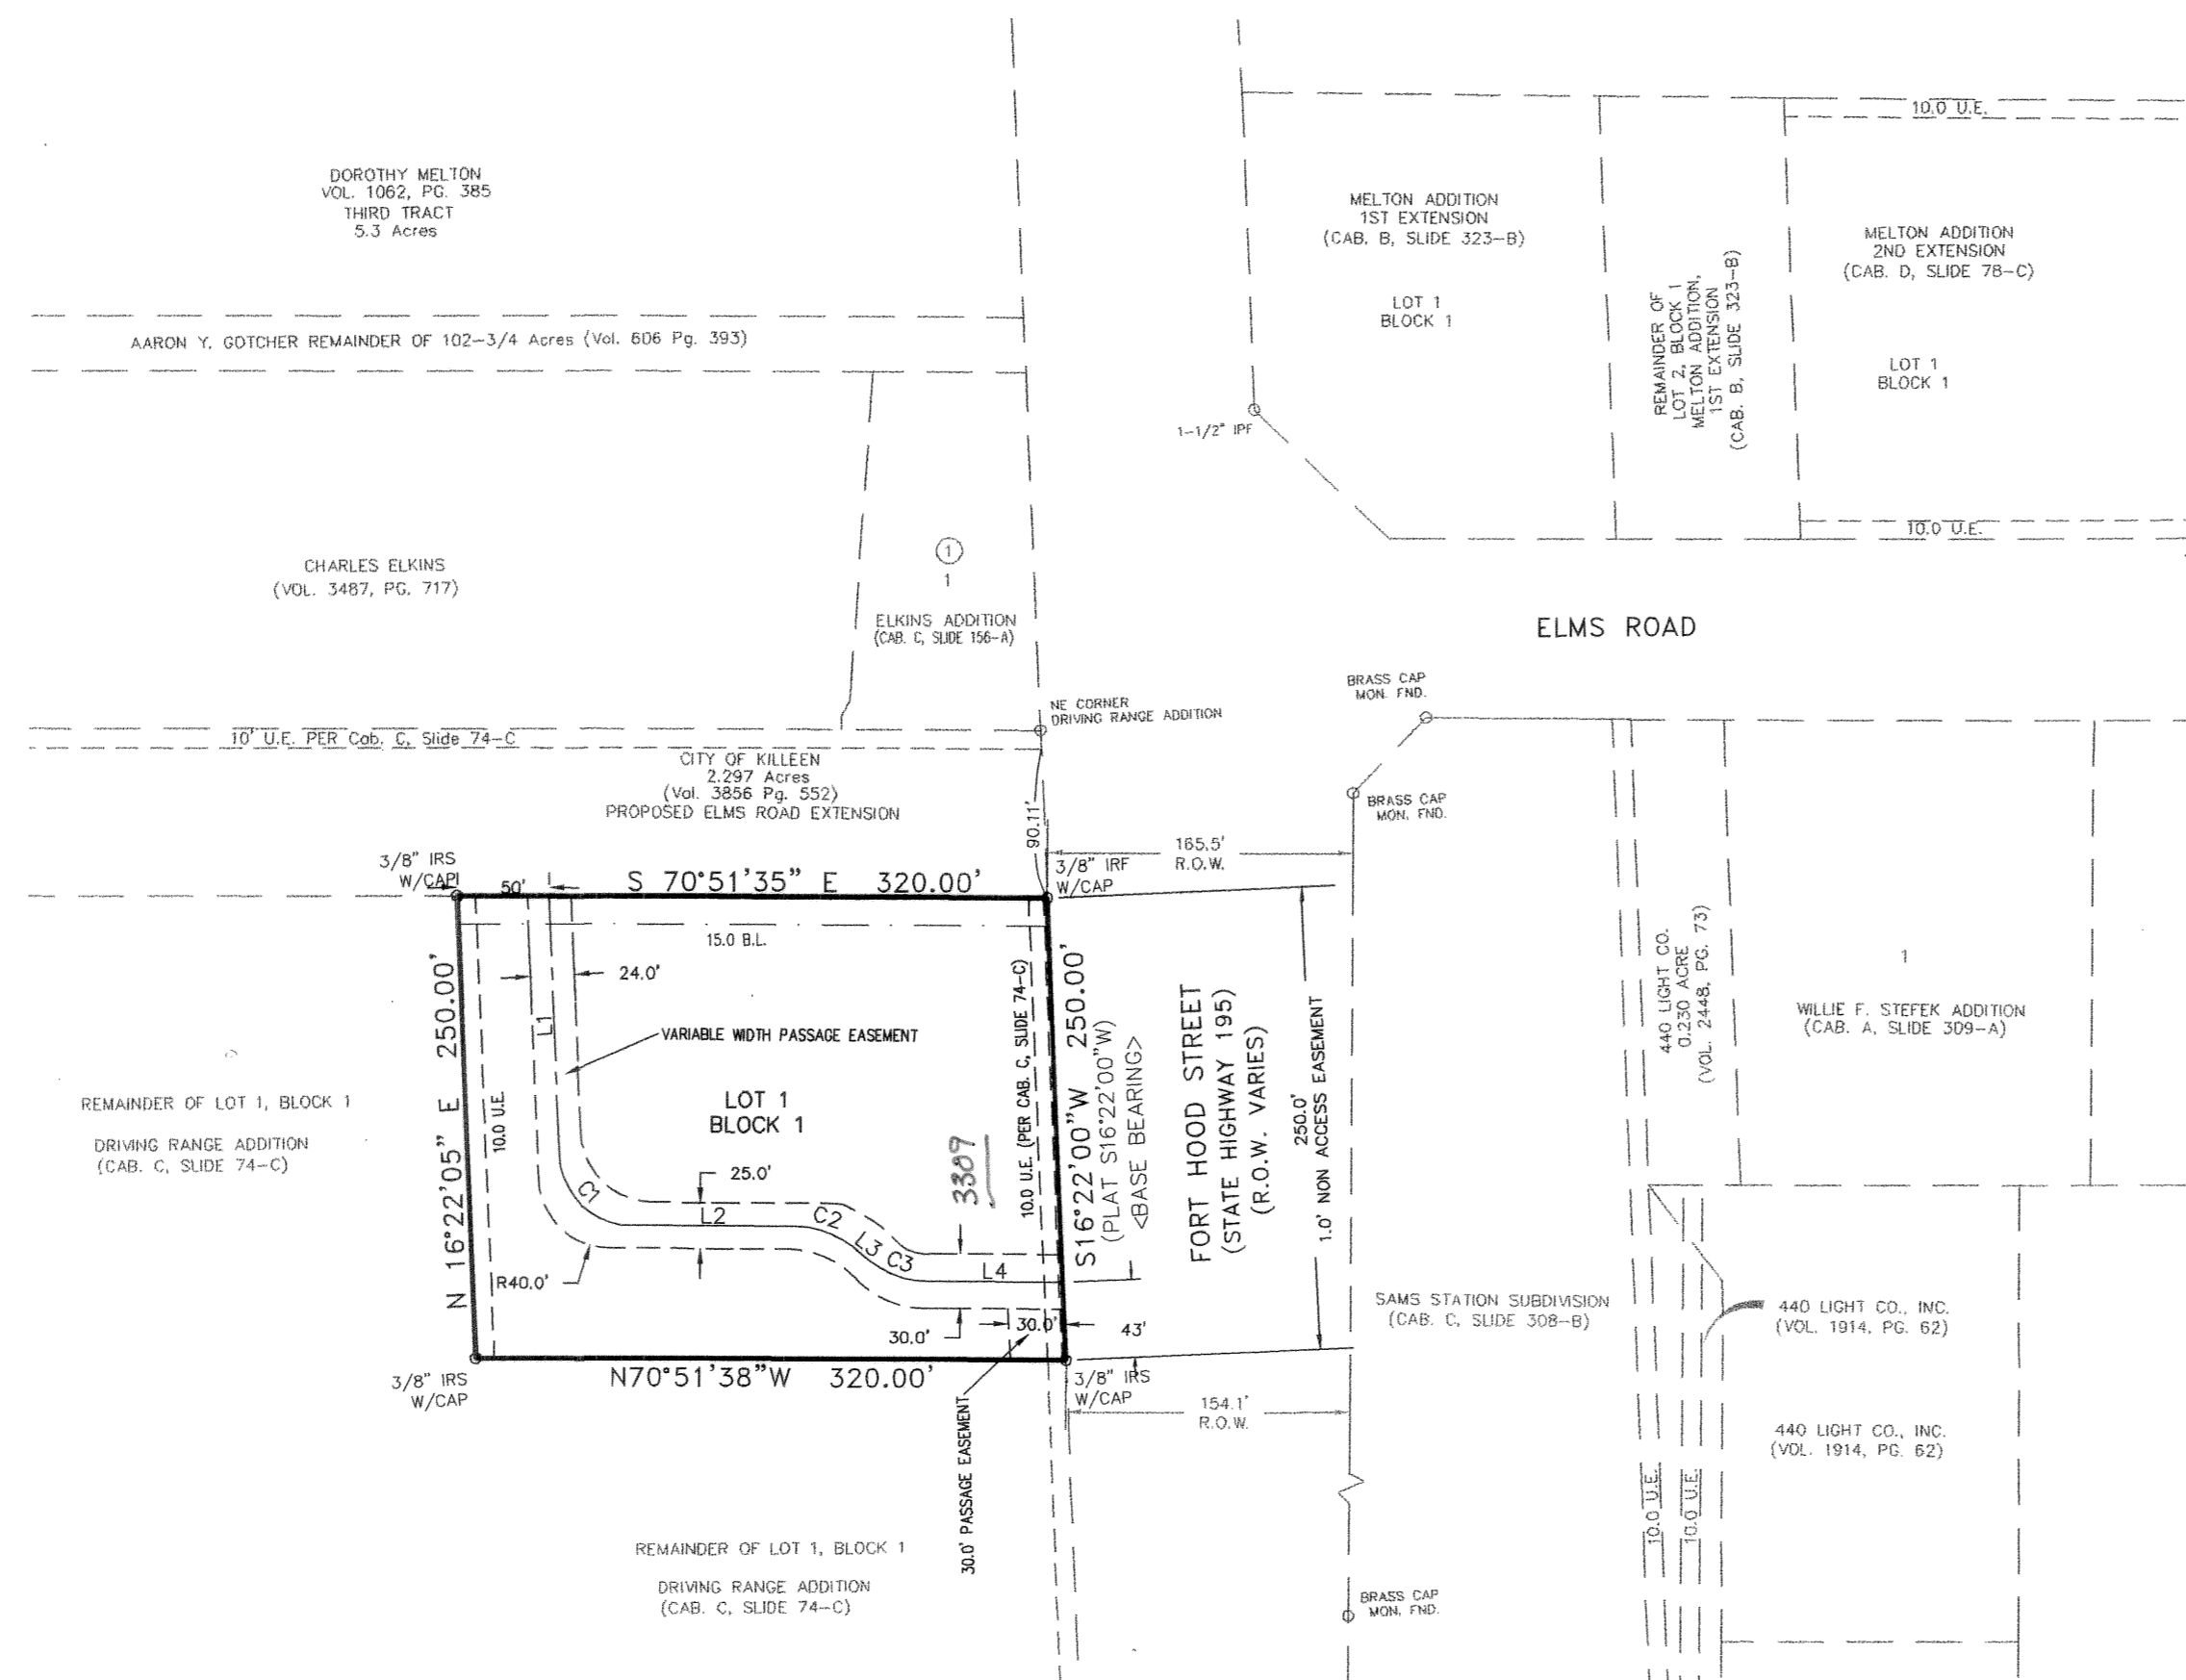 DOROTHY MELTON
VOL. 1062, PG. 385
THIRD TRACT
5.3 Acres
AARON Y. GOTCHER REMAINDER OF 102-3/4 Acres (Vol. 606 Pg. 393)
CHARLES ELKINS
(VOL. 3487, PG. 717)
1
1
ELKINS ADDITION
(CAB. C, SLIDE 156-A)
MELTON ADDITION
1ST EXTENSION
(CAB. B, SLIDE 323-B)
LOT 1
BLOCK 1
1-1/2" IPF
REMAINDER OF
LOT 2, BLOCK 1
MELTON ADDITION,
1ST EXTENSION
(CAB. B, SLIDE 323-B)
10.0 U.E.
MELTON ADDITION
2ND EXTENSION
(CAB. D, SLIDE 78-C)
LOT 1
BLOCK 1
10.0 U.E.
ELMS ROAD
BRASS CAP
MON. FND.
NE CORNER
DRIVING RANGE ADDITION
10' U.E. PER Cab. C, Slide 74-C
CITY OF KILLEEN
2.297 Acres
(Vol. 3856 Pg. 552)
PROPOSED ELMS ROAD EXTENSION
90.11'
BRASS CAP
MON. FND.
165.5'
R.O.W.
3/8" IRS
W/CAP
50'
S 70°51'35" E 320.00'
3/8" IRF
W/CAP
15.0 B.L.
24.0'
L1
VARIABLE WIDTH PASSAGE EASEMENT
LOT 1
BLOCK 1
N 16°22'05" E 250.00'
10.0 U.E.
10.0 U.E. (PER CAB. C, SLIDE 74-C)
S16°22'00"W 250.00'
(PLAT S16°22'00"W)
<BASE BEARING>
FORT HOOD STREET
(STATE HIGHWAY 195)
(R.O.W. VARIES)
250.0'
1.0' NON ACCESS EASEMENT
3309
25.0'
C1
L2
C2
L3
C3
L4
R40.0'
30.0'
30.0'
43'
REMAINDER OF LOT 1, BLOCK 1
DRIVING RANGE ADDITION
(CAB. C, SLIDE 74-C)
3/8" IRS
W/CAP
N70°51'38"W 320.00'
3/8" IRS
W/CAP
154.1'
R.O.W.
30.0' PASSAGE EASEMENT
REMAINDER OF LOT 1, BLOCK 1
DRIVING RANGE ADDITION
(CAB. C, SLIDE 74-C)
440 LIGHT CO.
0.230 ACRE
(VOL. 2448, PG. 73)
1
WILLIE F. STEFEK ADDITION
(CAB. A, SLIDE 309-A)
SAMS STATION SUBDIVISION
(CAB. C, SLIDE 308-B)
440 LIGHT CO., INC.
(VOL. 1914, PG. 62)
440 LIGHT CO., INC.
(VOL. 1914, PG. 62)
10.0 U.E.
10.0 U.E.
BRASS CAP
MON. FND.